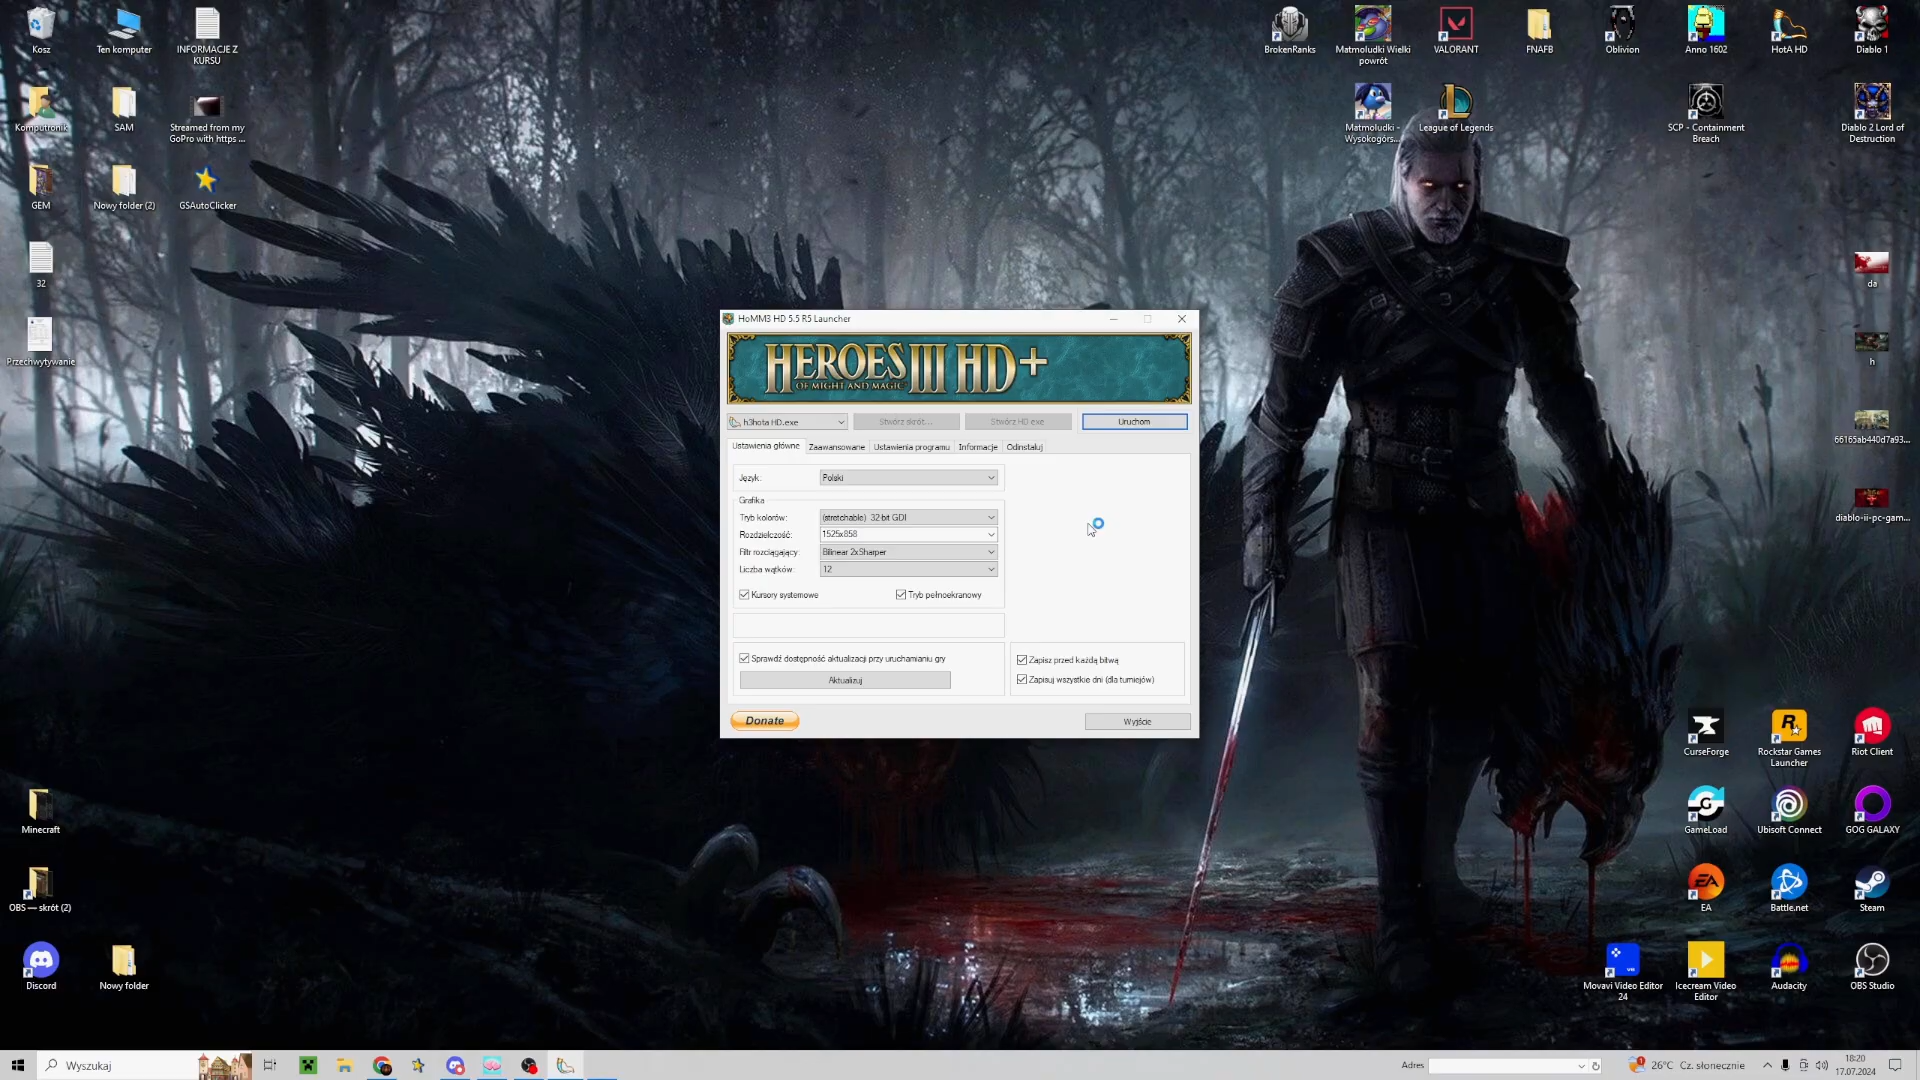 Kosz
Ten komputer
INFORMACJE Z
KURSU
BrokenRanks
Matmoludki Wielki
powrót
VALORANT
FNAFB
Oblivion
Anno 1602
HotA HD
Diablo 1
Komputronik
SAM
Streamed from my
GoPro with https ...
Matmoludki -
Wysokogórs...
League of Legends
SCP - Containment
Breach
Diablo 2 Lord of
Destruction
GEM
Nowy folder (2)
GSAutoClicker
32
da
Przechwytywanie
h
66165ab440d7a93...
diablo-ii-pc-gam...
HoMM3 HD 5.5 R5 Launcher
HEROES III HD+
OF MIGHT AND MAGIC
h3hota HD.exe
Stwórz skrót...
Stwórz HD exe
Uruchom
Ustawienia główne
Zaawansowane
Ustawienia programu
Informacje
Odinstaluj
Język:
Polski
Grafika
Tryb kolorów:
(stretchable) 32-bit GDI
Rozdzielczość:
1525x858
Filtr rozciągający:
Bilinear 2xSharper
Liczba wątków:
12
Kursory systemowe
Tryb pełnoekranowy
Sprawdź dostępność aktualizacji przy uruchamianiu gry
Aktualizuj
Zapisz przed każdą bitwą
Zapisuj wszystkie dni (dla turniejów)
Donate
Wyjście
CurseForge
Rockstar Games
Launcher
Riot Client
Minecraft
GameLoad
Ubisoft Connect
GOG GALAXY
OBS — skrót (2)
EA
Battle.net
Steam
Discord
Nowy folder
Movavi Video Editor
24
Icecream Video
Editor
Audacity
OBS Studio
Wyszukaj
Adres
1
26°C Cz. słonecznie
18:20
17.07.2024